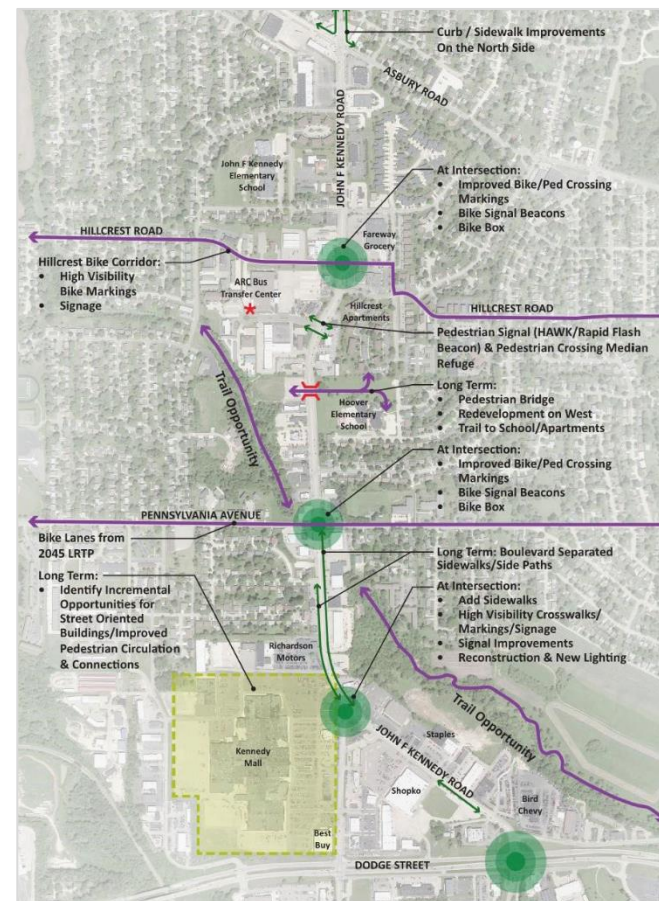 Curb / Sidewalk Improvements
On the North Side
ASBURY ROAD
JOHN F KENNEDY ROAD
John F Kennedy
Elementary
School
At Intersection:
• Improved Bike/Ped Crossing
Markings
• Bike Signal Beacons
• Bike Box
HILLCREST ROAD
Fareway
Grocery
Hillcrest Bike Corridor:
• High Visibility
Bike Markings
• Signage
ARC Bus
Transfer Center
*
Hillcrest
Apartments
HILLCREST ROAD
Pedestrian Signal (HAWK/Rapid Flash
Beacon) & Pedestrian Crossing Median
Refuge
Trail Opportunity
Long Term:
• Pedestrian Bridge
• Redevelopment on West
• Trail to School/Apartments
Hoover
Elementary
School
At Intersection:
• Improved Bike/Ped Crossing
Markings
• Bike Signal Beacons
• Bike Box
PENNSYLVANIA AVENUE
Bike Lanes from
2045 LRTP
Long Term: Boulevard Separated
Sidewalks/Side Paths
Long Term:
• Identify Incremental
Opportunities for
Street Oriented
Buildings/Improved
Pedestrian Circulation
& Connections
At Intersection:
• Add Sidewalks
• High Visibility Crosswalks/
Markings/Signage
• Signal Improvements
• Reconstruction & New Lighting
Richardson
Motors
Trail Opportunity
JOHN F KENNEDY ROAD
Staples
Kennedy
Mall
Shopko
Bird
Chevy
Best
Buy
DODGE STREET